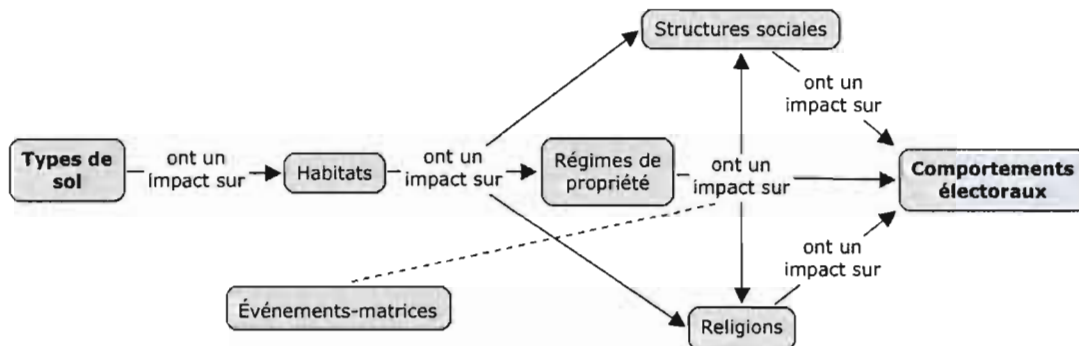 Structures sociales
ont un
impact sur
Types de
sol
ont un
impact sur
Habitats
ont un
impact sur
Régimes de
propriété
ont un
impact sur
Comportements
électoraux
ont un
impact sur
Événements-matrices
Religions